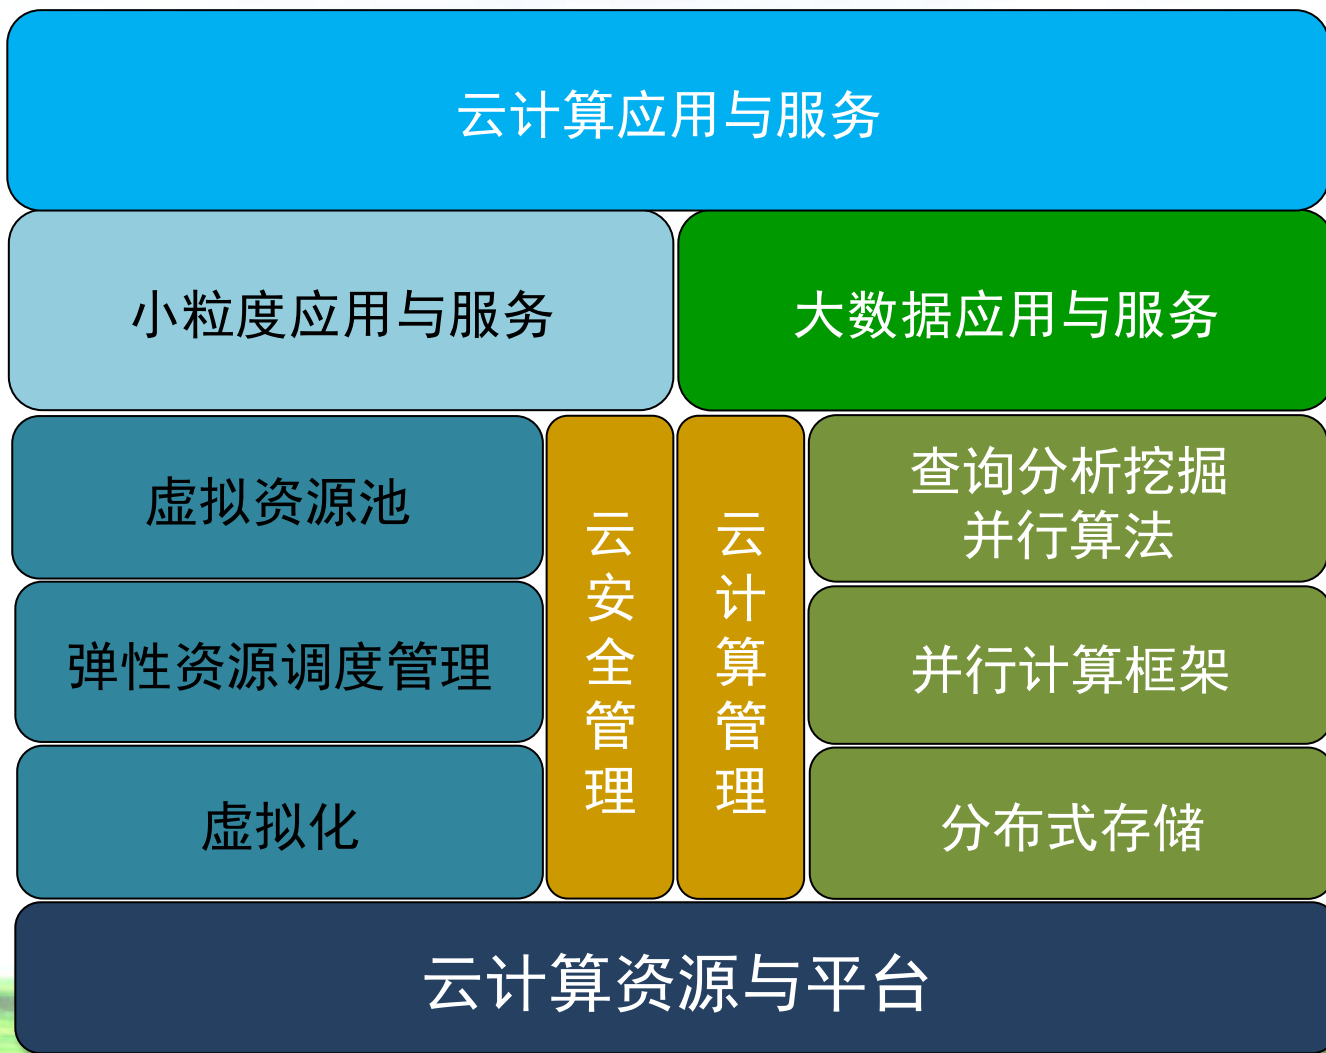 云计算应用与服务
小粒度应用与服务
大数据应用与服务
虚拟资源池
弹性资源调度管理
虚拟化
云安全管理
云计算管理
查询分析挖掘
并行算法
并行计算框架
分布式存储
云计算资源与平台